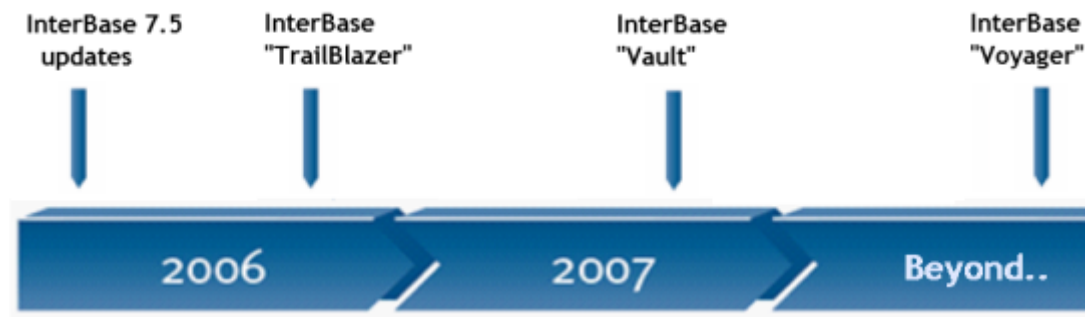 InterBase 7.5
updates
InterBase
"TrailBlazer"
InterBase
"Vault"
InterBase
"Voyager"
2006
2007
Beyond..